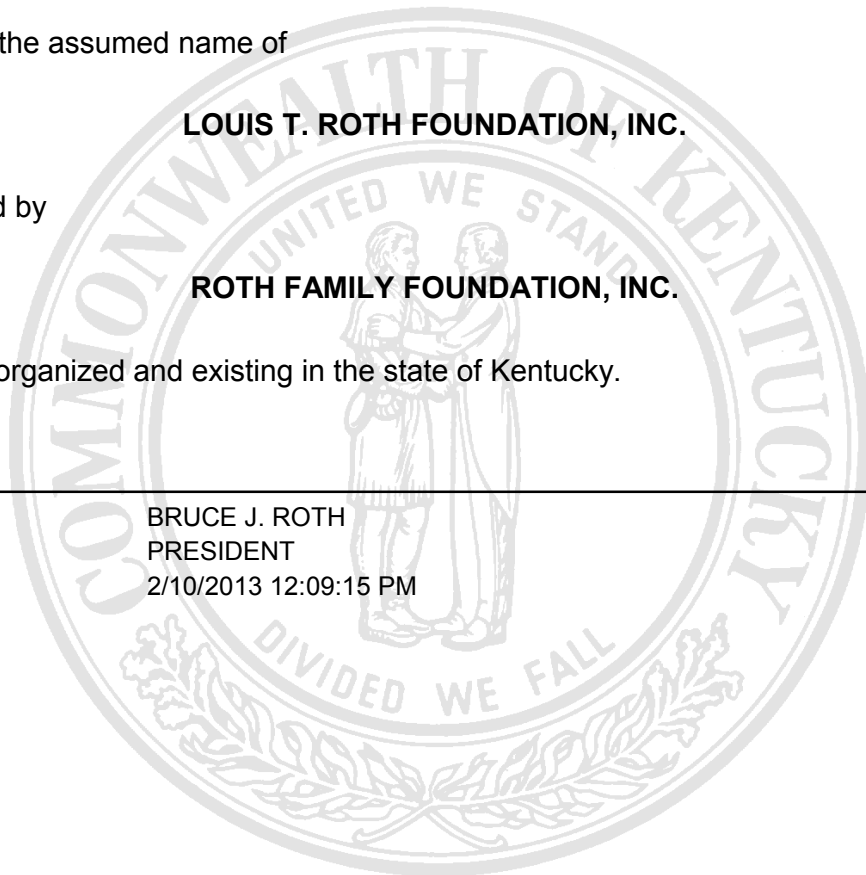 the assumed name of
LOUIS T. ROTH FOUNDATION, INC.
d by
ROTH FAMILY FOUNDATION, INC.
organized and existing in the state of Kentucky.
BRUCE J. ROTH
PRESIDENT
2/10/2013 12:09:15 PM
COMMONWEALTH OF KENTUCKY
UNITED WE STAND
DIVIDED WE FALL